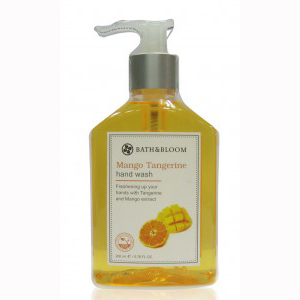 BATH&BLOOM
Mango Tangerine
hand wash
Freshening up your
hands with Tangerine
and Mango extract